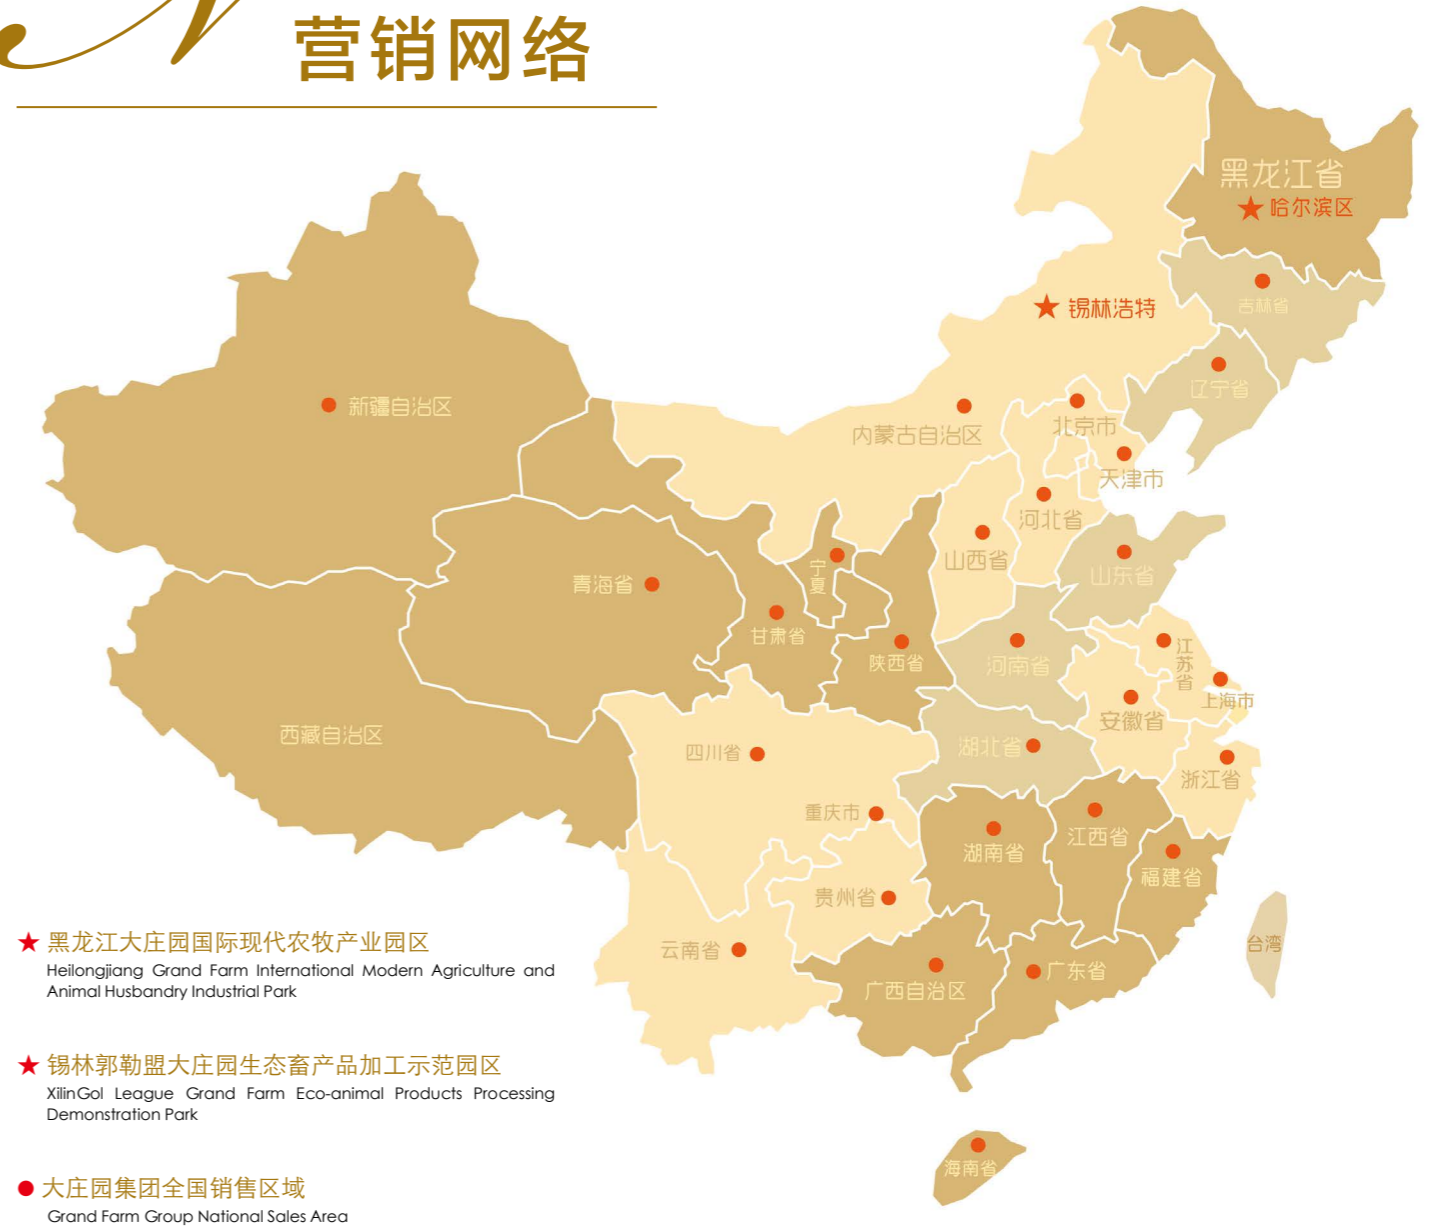 N
营销网络
黑龙江省
哈尔滨区
锡林浩特
吉林省
辽宁省
新疆自治区
内蒙古自治区
北京市
天津市
河北省
山西省
宁夏
山东省
青海省
甘肃省
陕西省
河南省
江苏省
上海市
安徽省
西藏自治区
四川省
湖北省
浙江省
重庆市
湖南省
江西省
福建省
贵州省
云南省
台湾
广东省
广西自治区
海南省
黑龙江大庄园国际现代农牧产业园区
Heilongjiang Grand Farm International Modern Agriculture and
Animal Husbandry Industrial Park
锡林郭勒盟大庄园生态畜产品加工示范园区
XilinGol League Grand Farm Eco-animal Products Processing
Demonstration Park
大庄园集团全国销售区域
Grand Farm Group National Sales Area